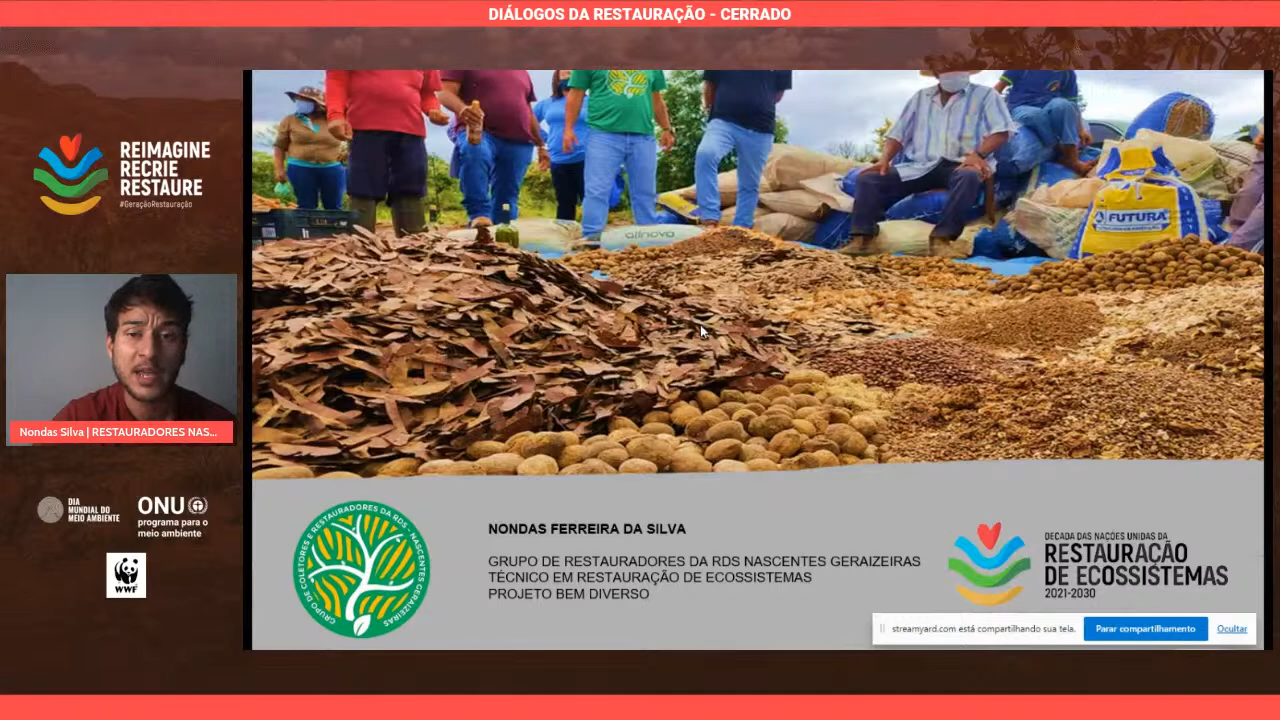 DIÁLOGOS DA RESTAURAÇÃO - CERRADO
REIMAGINE
RECRIE
RESTAURE
#GeraçãoRestauração
Nondas Silva | RESTAURADORES NAS...
DIA
MUNDIAL DO
MEIO AMBIENTE
ONU
programa para o
meio ambiente
WWF
allnova
FUTURA
GRUPO DE COLETORES E RESTAURADORES DA RDS - NASCENTES GERAIZEIRAS
NONDAS FERREIRA DA SILVA
GRUPO DE RESTAURADORES DA RDS NASCENTES GERAIZEIRAS
TÉCNICO EM RESTAURAÇÃO DE ECOSSISTEMAS
PROJETO BEM DIVERSO
DÉCADA DAS NAÇÕES UNIDAS DA
RESTAURAÇÃO
DE ECOSSISTEMAS
2021-2030
streamyard.com está compartilhando sua tela.
Parar compartilhamento
Ocultar